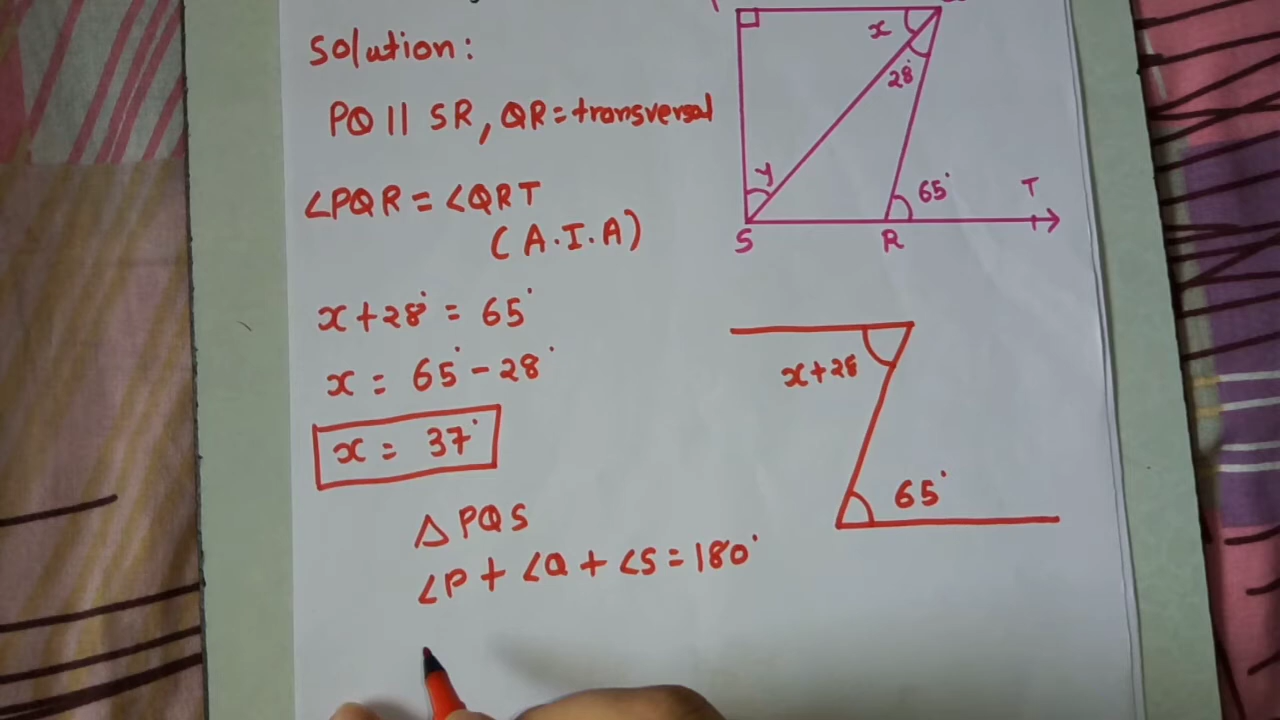 Solution:
PQ || SR, QR = transversal
∠PQR = ∠QRT
(A.I.A)
x + 28° = 65°
x = 65° - 28°
x = 37°
△ PQS
∠P + ∠Q + ∠S = 180°
x
28°
y
65°
T
S
R
x + 28
65°